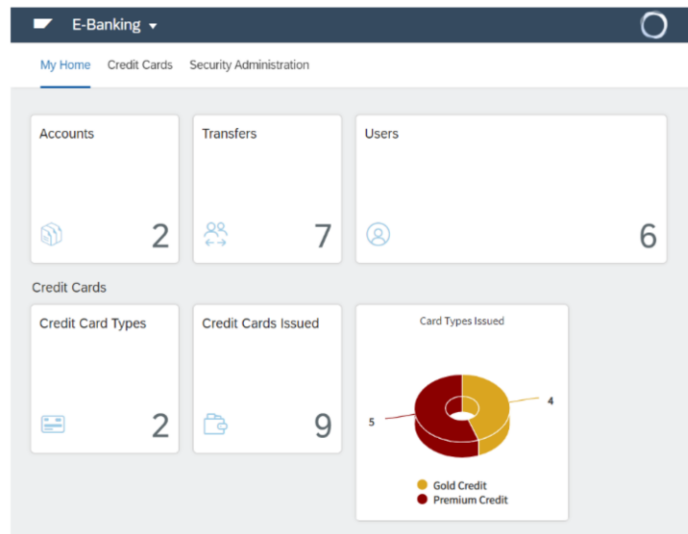 E-Banking
My Home Credit Cards Security Administration
Accounts
2
Transfers
7
Users
6
Credit Cards
Credit Card Types
2
Credit Cards Issued
9
Card Types Issued
4
5
Gold Credit
Premium Credit